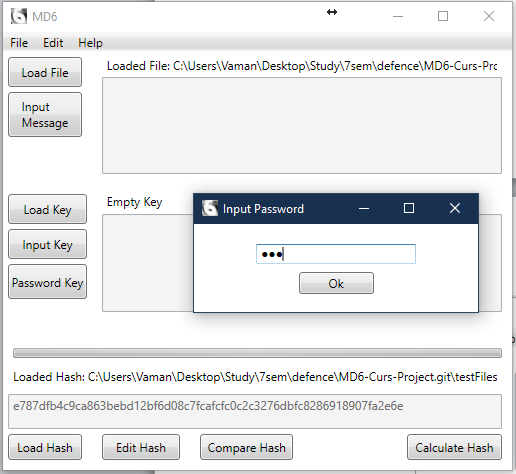 MD6
File Edit Help
Load File
Loaded File: C:\Users\Vaman\Desktop\Study\7sem\defence\MD6-Curs-Pro
Input
Message
Load Key
Empty Key
Input Password
Input Key
Password Key
●●●
Ok
Loaded Hash: C:\Users\Vaman\Desktop\Study\7sem\defence\MD6-Curs-Project.git\testFiles
e787dfb4c9ca863bebd12bf6d08c7fcafcfc0c2c3276dbfc8286918907fa2e6e
Load Hash
Edit Hash
Compare Hash
Calculate Hash